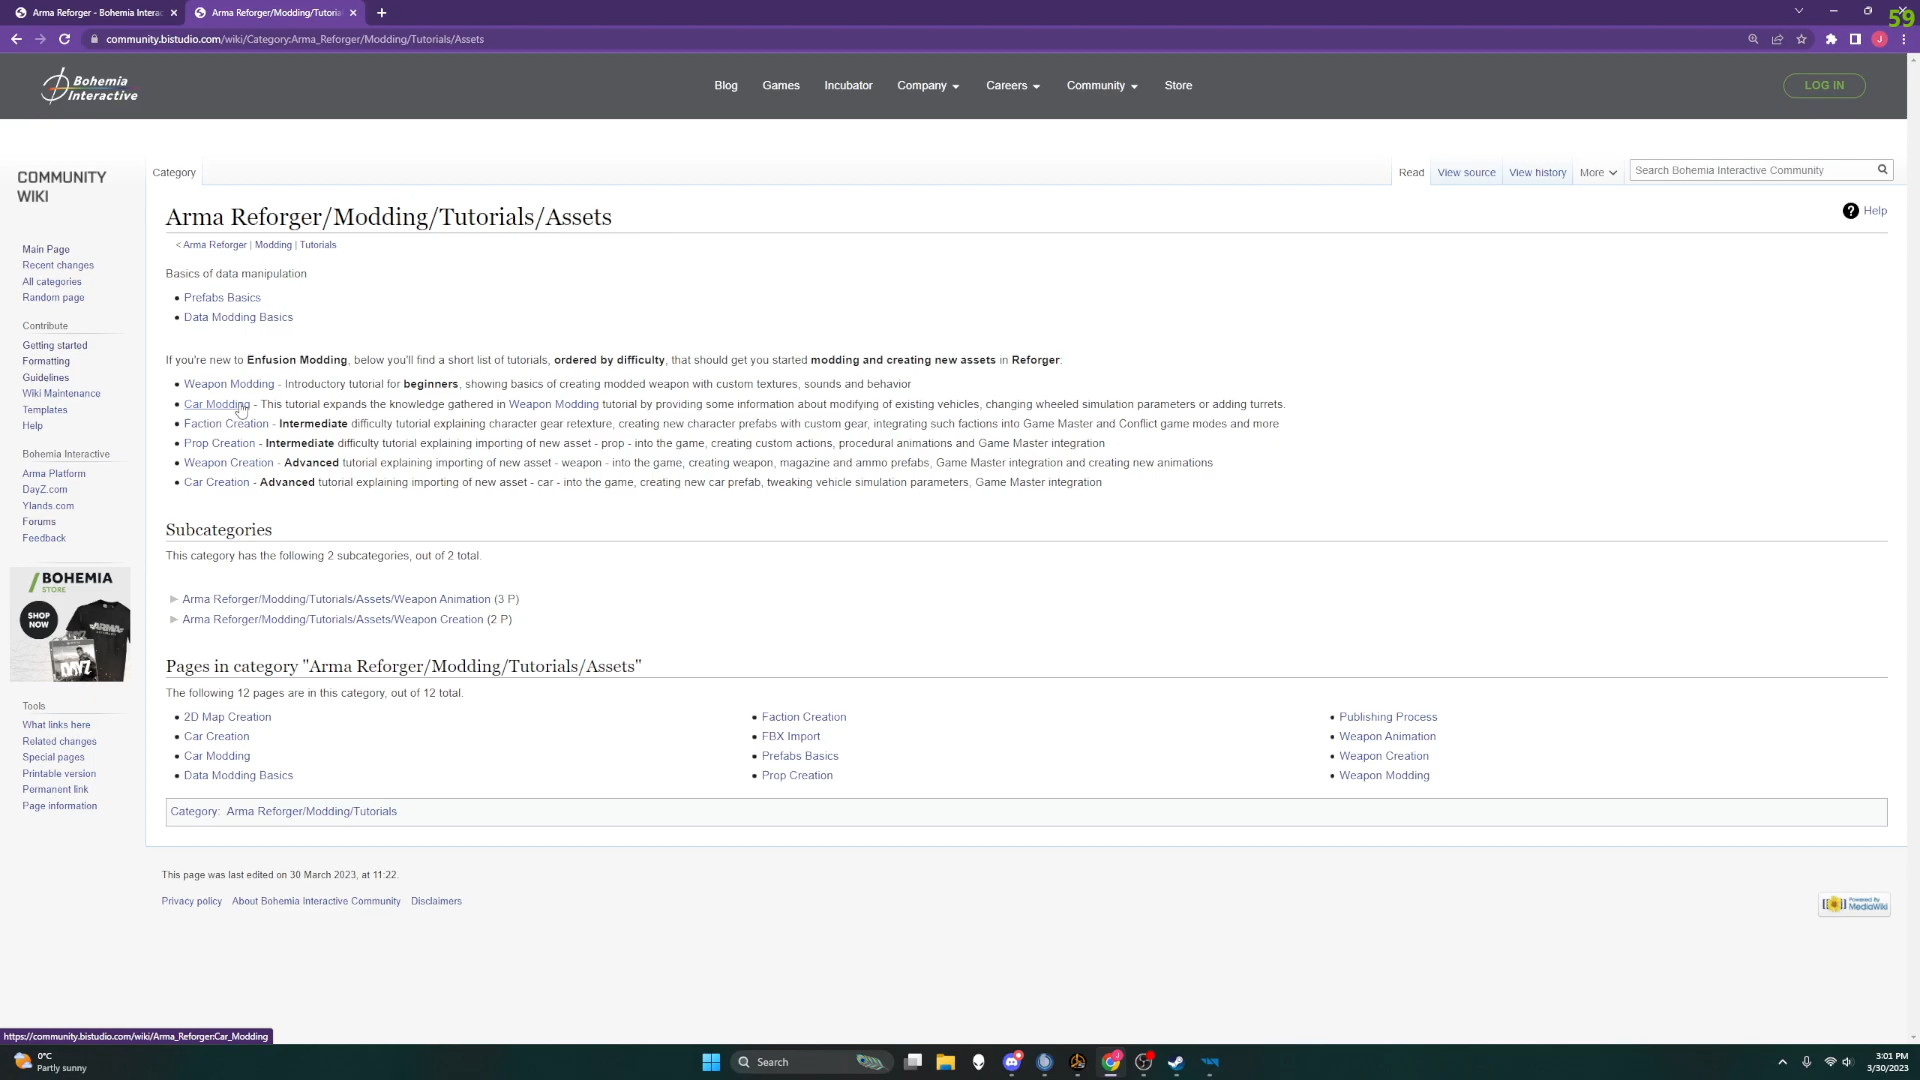 Arma Reforger - Bohemia Interac
Arma Reforger/Modding/Tutoria
59
community.bistudio.com/wiki/Category:Arma_Reforger/Modding/Tutorials/Assets
J
Bohemia
Interactive
Blog Games Incubator Company Careers Community Store
LOG IN
COMMUNITY
WIKI
Main Page
Recent changes
All categories
Random page
Contribute
Getting started
Formatting
Guidelines
Wiki Maintenance
Templates
Help
Bohemia Interactive
Arma Platform
DayZ.com
Ylands.com
Forums
Feedback
BOHEMIA
STORE
SHOP
NOW
ARMA
DAYZ
Tools
What links here
Related changes
Special pages
Printable version
Permanent link
Page information
Category
Read View source View history More Search Bohemia Interactive Community
Arma Reforger/Modding/Tutorials/Assets
? Help
< Arma Reforger | Modding | Tutorials
Basics of data manipulation
• Prefabs Basics
• Data Modding Basics
If you're new to Enfusion Modding, below you'll find a short list of tutorials, ordered by difficulty, that should get you started modding and creating new assets in Reforger:
• Weapon Modding - Introductory tutorial for beginners, showing basics of creating modded weapon with custom textures, sounds and behavior
• Car Modding - This tutorial expands the knowledge gathered in Weapon Modding tutorial by providing some information about modifying of existing vehicles, changing wheeled simulation parameters or adding turrets.
• Faction Creation - Intermediate difficulty tutorial explaining character gear retexture, creating new character prefabs with custom gear, integrating such factions into Game Master and Conflict game modes and more
• Prop Creation - Intermediate difficulty tutorial explaining importing of new asset - prop - into the game, creating custom actions, procedural animations and Game Master integration
• Weapon Creation - Advanced tutorial explaining importing of new asset - weapon - into the game, creating weapon, magazine and ammo prefabs, Game Master integration and creating new animations
• Car Creation - Advanced tutorial explaining importing of new asset - car - into the game, creating new car prefab, tweaking vehicle simulation parameters, Game Master integration
Subcategories
This category has the following 2 subcategories, out of 2 total.
► Arma Reforger/Modding/Tutorials/Assets/Weapon Animation (3 P)
► Arma Reforger/Modding/Tutorials/Assets/Weapon Creation (2 P)
Pages in category "Arma Reforger/Modding/Tutorials/Assets"
The following 12 pages are in this category, out of 12 total.
• 2D Map Creation
• Car Creation
• Car Modding
• Data Modding Basics
• Faction Creation
• FBX Import
• Prefabs Basics
• Prop Creation
• Publishing Process
• Weapon Animation
• Weapon Creation
• Weapon Modding
Category: Arma Reforger/Modding/Tutorials
This page was last edited on 30 March 2023, at 11:22.
Privacy policy About Bohemia Interactive Community Disclaimers
Powered By
MediaWiki
https://community.bistudio.com/wiki/Arma_Reforger:Car_Modding
0°C
Partly sunny
Search
3:01 PM
3/30/2023